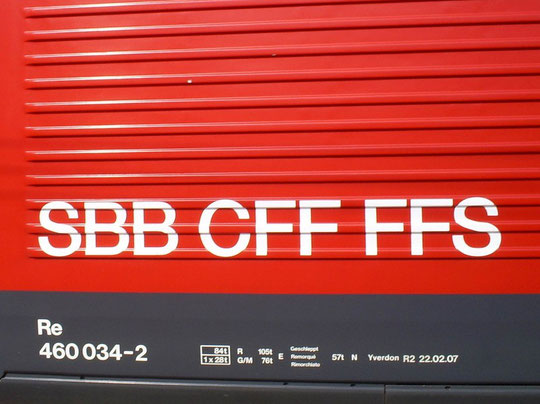 SBB CFF FFS
Re
460 034-2
84t
1 x 28t
R 105t
G/M 76t
E
Geschleppt
Remorqué
Rimorchiato
57t N Yverdon R2 22.02.07